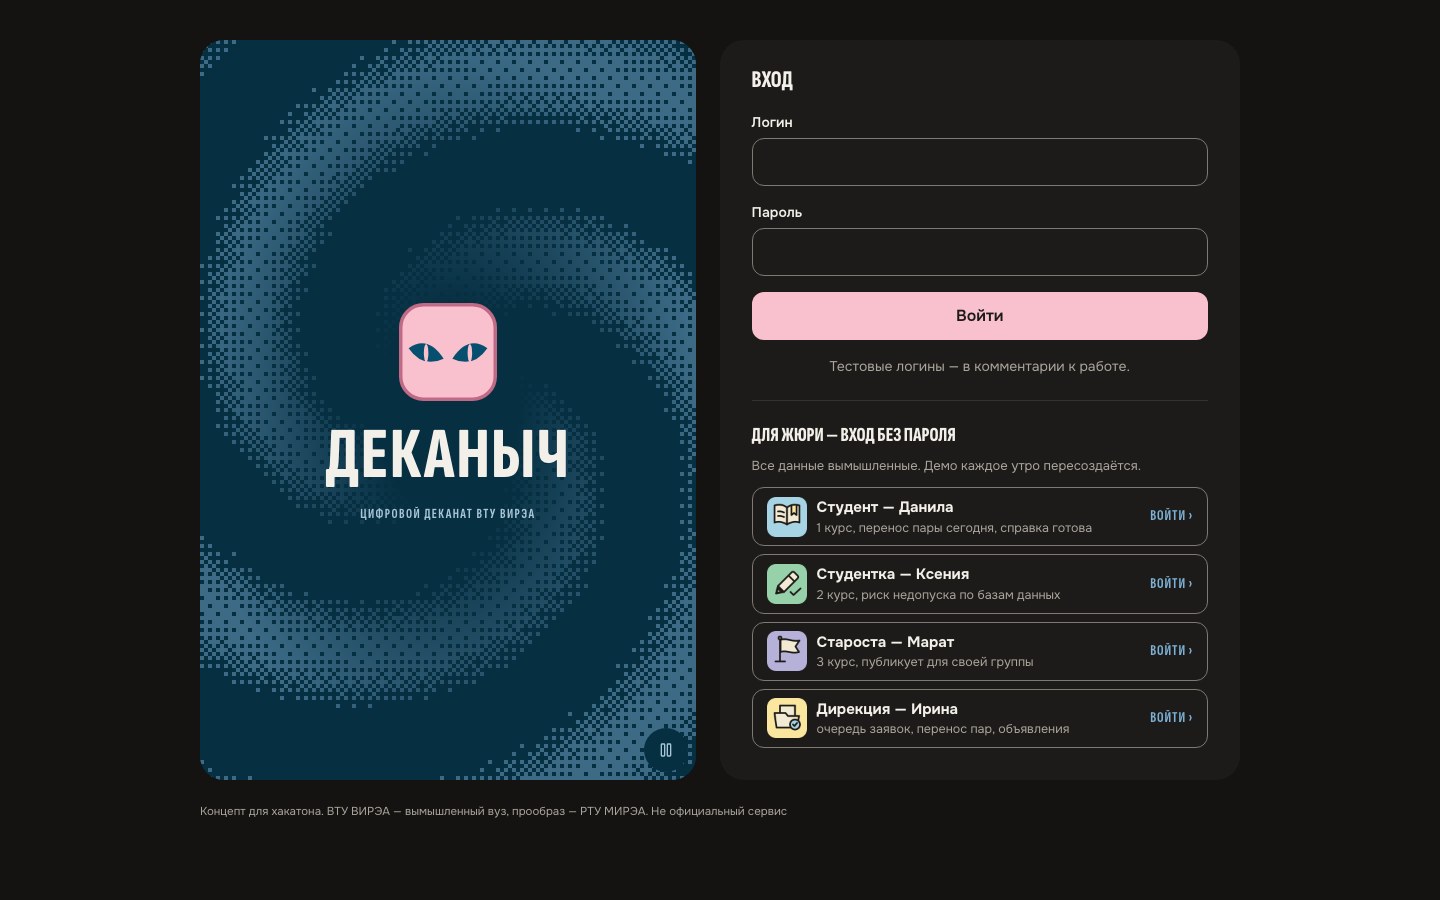 ДЕКАНЫЧ
ЦИФРОВОЙ ДЕКАНАТ ВТУ ВИРЭА
ВХОД
Логин
Пароль
Войти
Тестовые логины — в комментарии к работе.
ДЛЯ ЖЮРИ — ВХОД БЕЗ ПАРОЛЯ
Все данные вымышленные. Демо каждое утро пересоздаётся.
Студент — Данила
1 курс, перенос пары сегодня, справка готова
ВОЙТИ ›
Студентка — Ксения
2 курс, риск недопуска по базам данных
ВОЙТИ ›
Староста — Марат
3 курс, публикует для своей группы
ВОЙТИ ›
Дирекция — Ирина
очередь заявок, перенос пар, объявления
ВОЙТИ ›
Концепт для хакатона. ВТУ ВИРЭА — вымышленный вуз, прообраз — РТУ МИРЭА. Не официальный сервис